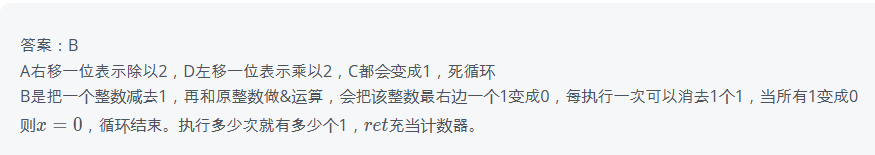 答案：B
A右移一位表示除以2，D左移一位表示乘以2，C都会变成1，死循环
B是把一个整数减去1，再和原整数做&运算，会把该整数最右边一个1变成0，每执行一次可以消去1个1，当所有1变成0
则x = 0，循环结束。执行多少次就有多少个1，ret充当计数器。